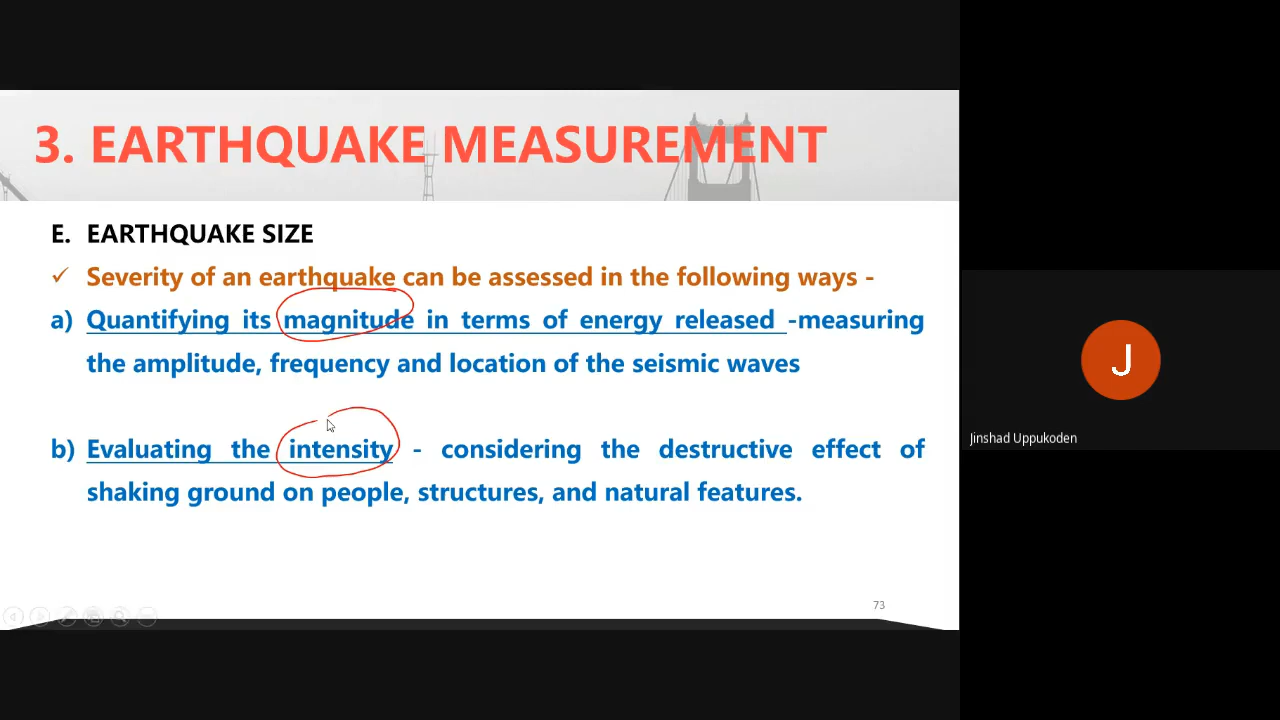 3. EARTHQUAKE MEASUREMENT
E. EARTHQUAKE SIZE
✓ Severity of an earthquake can be assessed in the following ways -
a) Quantifying its magnitude in terms of energy released -measuring
the amplitude, frequency and location of the seismic waves
b) Evaluating the intensity - considering the destructive effect of
shaking ground on people, structures, and natural features.
73
J
Jinshad Uppukoden